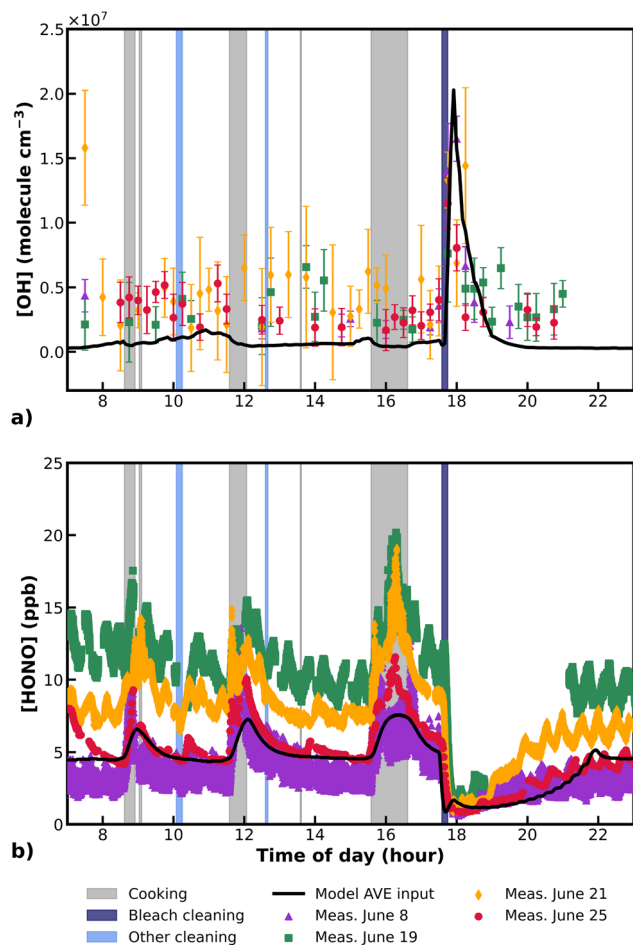 ×10⁷
2.5
2.0
1.5
1.0
0.5
0.0
[OH] (molecule cm⁻³)
8 10 12 14 16 18 20 22
a)
25
20
15
10
5
0
[HONO] (ppb)
8 10 12 14 16 18 20 22
b)
Time of day (hour)
Cooking Model AVE input Meas. June 21
Bleach cleaning Meas. June 8 Meas. June 25
Other cleaning Meas. June 19